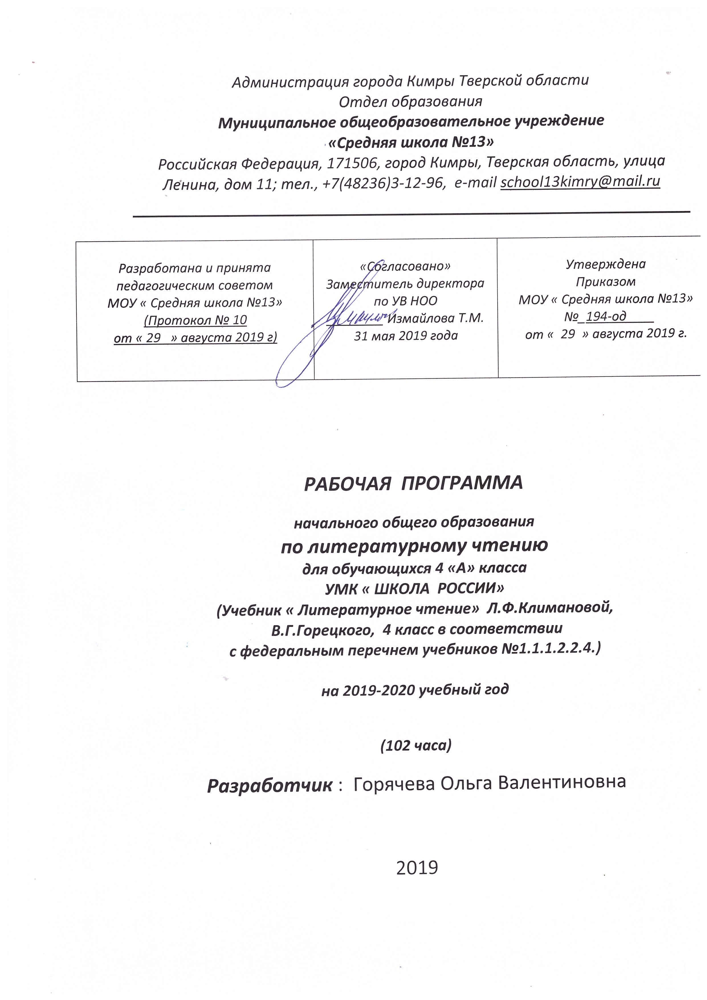 Администрация города Кимры Тверской области
Отдел образования
Муниципальное общеобразовательное учреждение
«Средняя школа №13»
Российская Федерация, 171506, город Кимры, Тверская область, улица
Ленина, дом 11; тел., +7(48236)3-12-96, e-mail school13kimry@mail.ru
Разработана и принята
педагогическим советом
МОУ « Средняя школа №13»
(Протокол № 10
от « 29 » августа 2019 г)
«Согласовано»
Заместитель директора
по УВ НОО
________ Измайлова Т.М.
31 мая 2019 года
Утверждена
Приказом
МОУ « Средняя школа №13»
№_194-од____
от « 29 » августа 2019 г.
РАБОЧАЯ ПРОГРАММА
начального общего образования
по литературному чтению
для обучающихся 4 «А» класса
УМК « ШКОЛА РОССИИ»
(Учебник « Литературное чтение» Л.Ф.Климановой,
В.Г.Горецкого, 4 класс в соответствии
с федеральным перечнем учебников №1.1.1.2.2.4.)
на 2019-2020 учебный год
(102 часа)
Разработчик : Горячева Ольга Валентиновна
2019